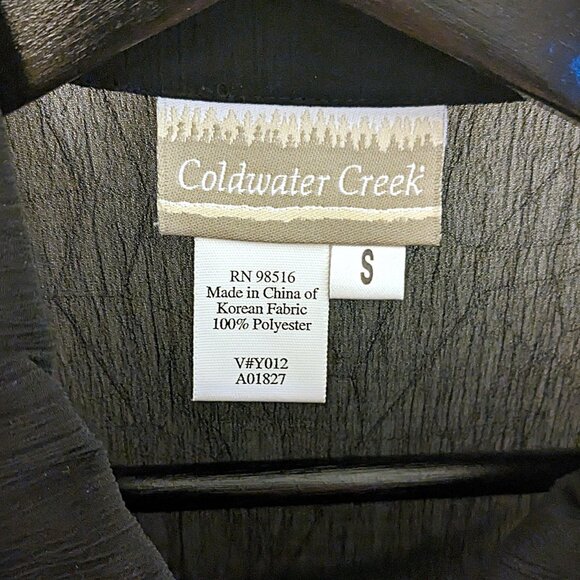 Coldwater Creek
S
RN 98516
Made in China of
Korean Fabric
100% Polyester
V#Y012
A01827